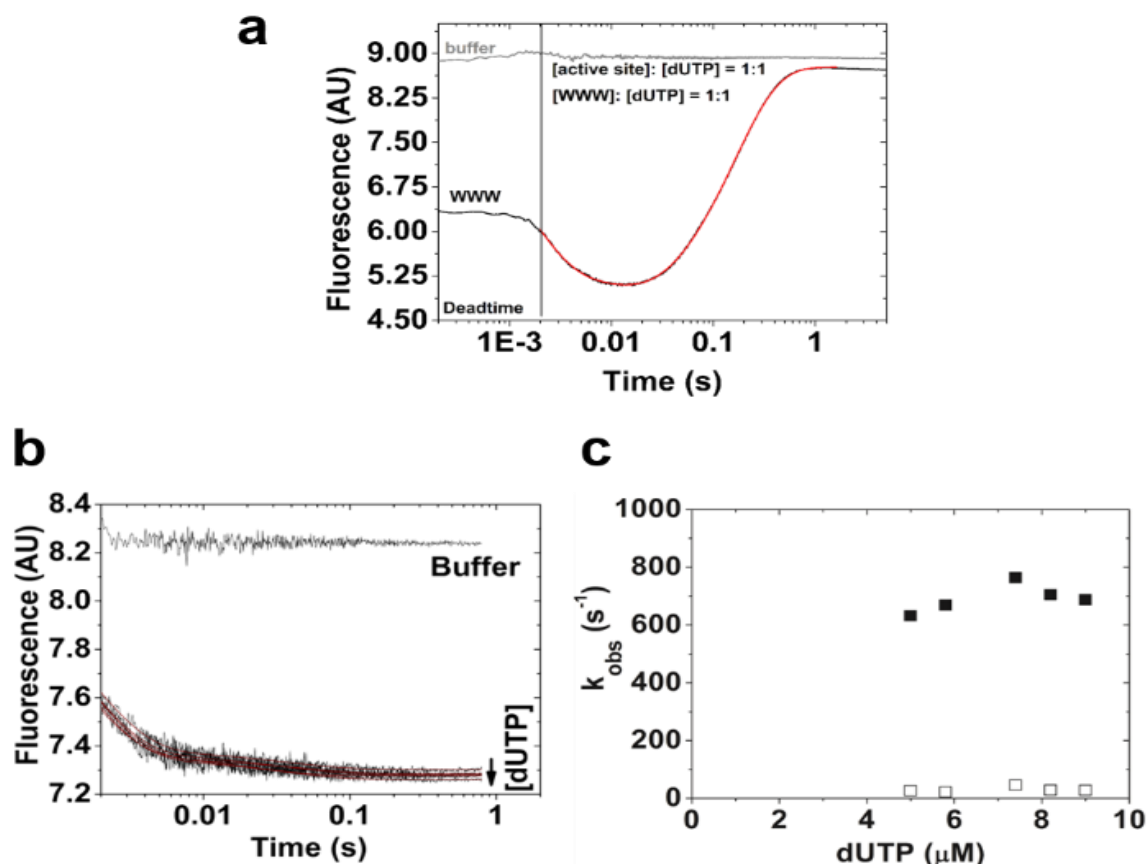 a
buffer
[active site]: [dUTP] = 1:1
[WWW]: [dUTP] = 1:1
WWW
Deadtime
Fluorescence (AU)
9.00
8.25
7.50
6.75
6.00
5.25
4.50
1E-3 0.01 0.1 1
Time (s)
b
Fluorescence (AU)
8.4
8.2
8.0
7.8
7.6
7.4
7.2
Buffer
[dUTP]
0.01 0.1 1
Time (s)
c
k obs (s-1)
1000
800
600
400
200
0
0 2 4 6 8 10
dUTP (μM)